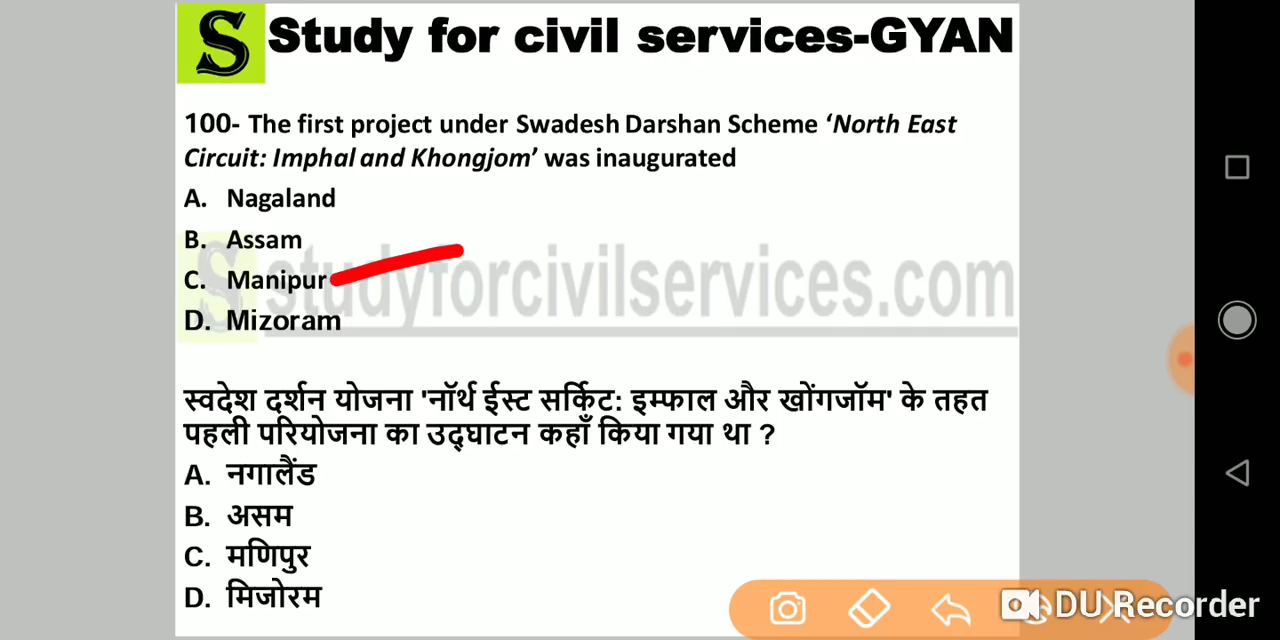 S Study for civil services-GYAN
100- The first project under Swadesh Darshan Scheme ‘North East
Circuit: Imphal and Khongjom’ was inaugurated
A. Nagaland
B. Assam
C. Manipur
D. Mizoram
studyforcivilservices.com
स्वदेश दर्शन योजना 'नॉर्थ ईस्ट सर्किट: इम्फाल और खोंगजॉम' के तहत
पहली परियोजना का उद्घाटन कहाँ किया गया था ?
A. नगालैंड
B. असम
C. मणिपुर
D. मिजोरम
DU Recorder